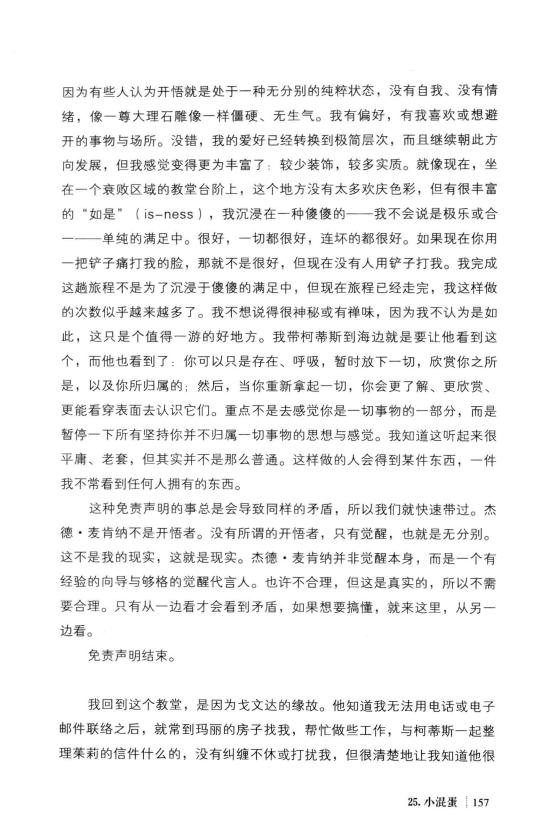 因为有些人认为开悟就是处于一种无分别的纯粹状态，没有自我、没有情
绪，像一尊大理石雕像一样僵硬、无生气。我有偏好，有我喜欢或想避
开的事物与场所。没错，我的爱好已经转换到极简层次，而且继续朝此方
向发展，但我感觉变得更为丰富了：较少装饰，较多实质。就像现在，坐
在一个衰败区域的教堂台阶上，这个地方没有太多欢庆色彩，但有很丰富
的“如是”（is-ness），我沉浸在一种傻傻的——我不会说是极乐或合
一——单纯的满足中。很好，一切都很好，连坏的都很好。如果现在你用
一把铲子痛打我的脸，那就不是很好，但现在没有人用铲子打我。我完成
这趟旅程不是为了沉浸于傻傻的满足中，但现在旅程已经走完，我这样做
的次数似乎越来越多了。我不想说得很神秘或有禅味，因为我不认为是如
此，这只是个值得一游的好地方。我带柯蒂斯到海边就是要让他看到这
个，而他也看到了：你可以只是存在、呼吸，暂时放下一切，欣赏你之所
是，以及你所归属的；然后，当你重新拿起一切，你会更了解、更欣赏、
更能看穿表面去认识它们。重点不是去感觉你是一切事物的一部分，而是
暂停一下所有坚持你并不归属一切事物的思想与感觉。我知道这听起来很
平庸、老套，但其实并不是那么普通。这样做的人会得到某件东西，一件
我不常看到任何人拥有的东西。
这种免责声明的事总是会导致同样的矛盾，所以我们就快速带过。杰
德·麦肯纳不是开悟者。没有所谓的开悟者，只有觉醒，也就是无分别。
这不是我的现实，这就是现实。杰德·麦肯纳并非觉醒本身，而是一个有
经验的向导与够格的觉醒代言人。也许不合理，但这是真实的，所以不需
要合理。只有从一边看才会看到矛盾，如果想要搞懂，就来这里，从另一
边看。
免责声明结束。
我回到这个教堂，是因为戈文达的缘故。他知道我无法用电话或电子
邮件联络之后，就常到玛丽的房子找我，帮忙做些工作，与柯蒂斯一起整
理茱莉的信件什么的，没有纠缠不休或打扰我，但很清楚地让我知道他很
25. 小混蛋 157